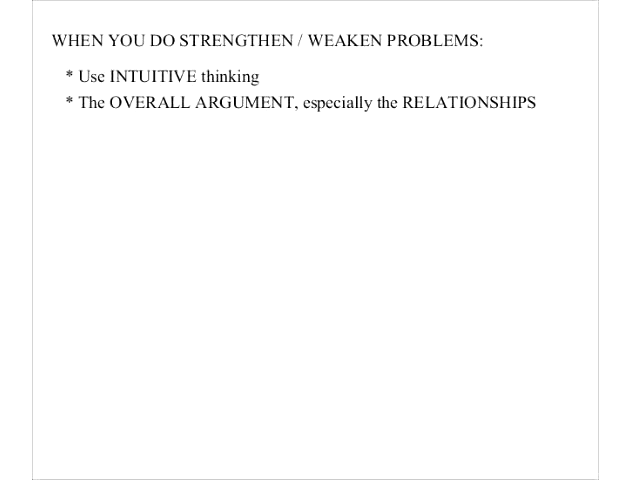 WHEN YOU DO STRENGTHEN / WEAKEN PROBLEMS:
* Use INTUITIVE thinking
* The OVERALL ARGUMENT, especially the RELATIONSHIPS